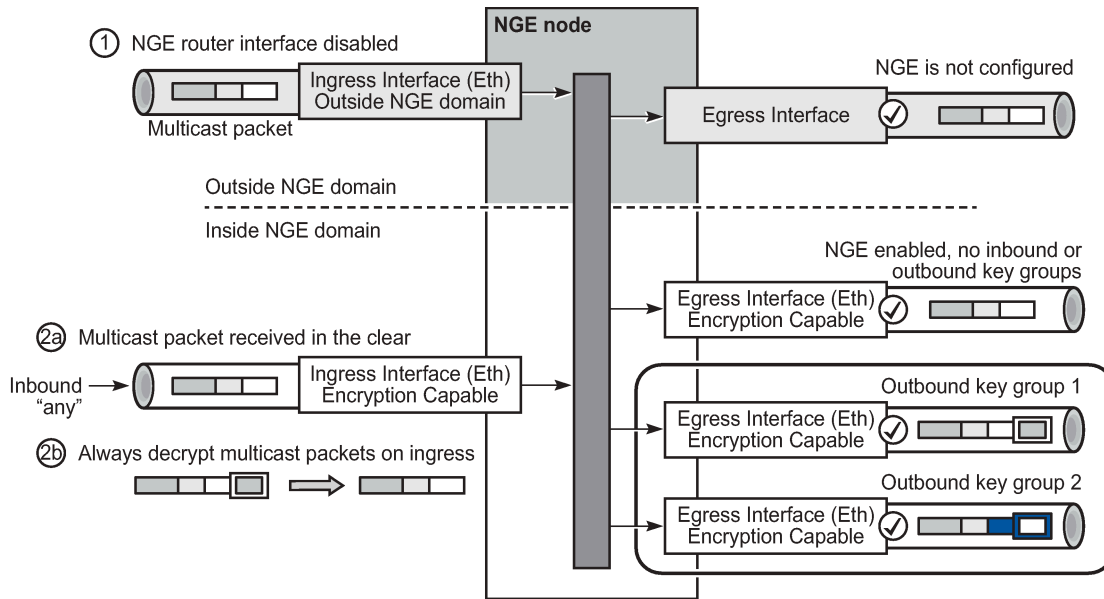 NGE node
1 NGE router interface disabled
Ingress Interface (Eth)
Outside NGE domain
Multicast packet
NGE is not configured
Egress Interface
Outside NGE domain
Inside NGE domain
NGE enabled, no inbound or
outbound key groups
Egress Interface (Eth)
Encryption Capable
2a Multicast packet received in the clear
Inbound
“any”
Ingress Interface (Eth)
Encryption Capable
2b Always decrypt multicast packets on ingress
Outbound key group 1
Egress Interface (Eth)
Encryption Capable
Outbound key group 2
Egress Interface (Eth)
Encryption Capable